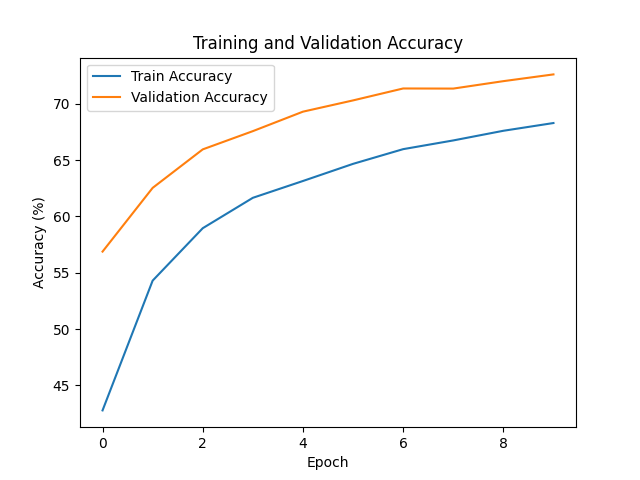 Training and Validation Accuracy
Train Accuracy
Validation Accuracy
70
65
60
55
50
45
Accuracy (%)
0 2 4 6 8
Epoch